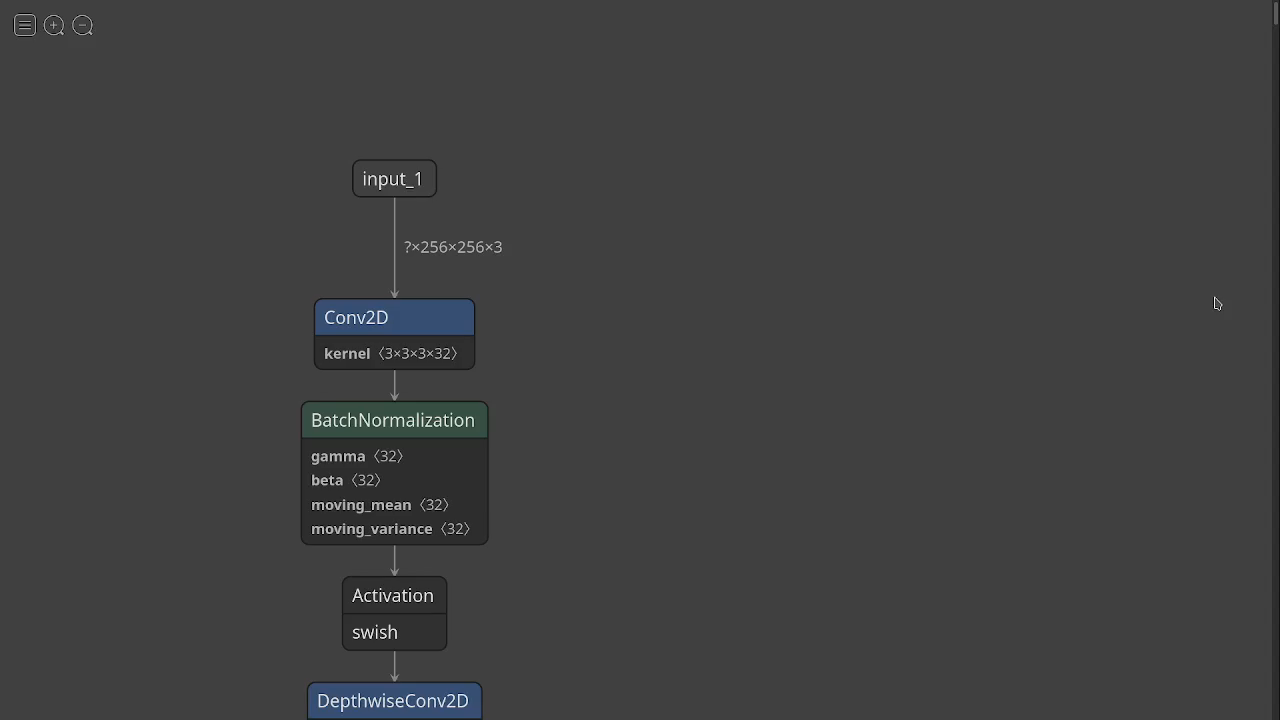 input_1
?×256×256×3
Conv2D
kernel 〈3×3×3×32〉
BatchNormalization
gamma 〈32〉
beta 〈32〉
moving_mean 〈32〉
moving_variance 〈32〉
Activation
swish
DepthwiseConv2D